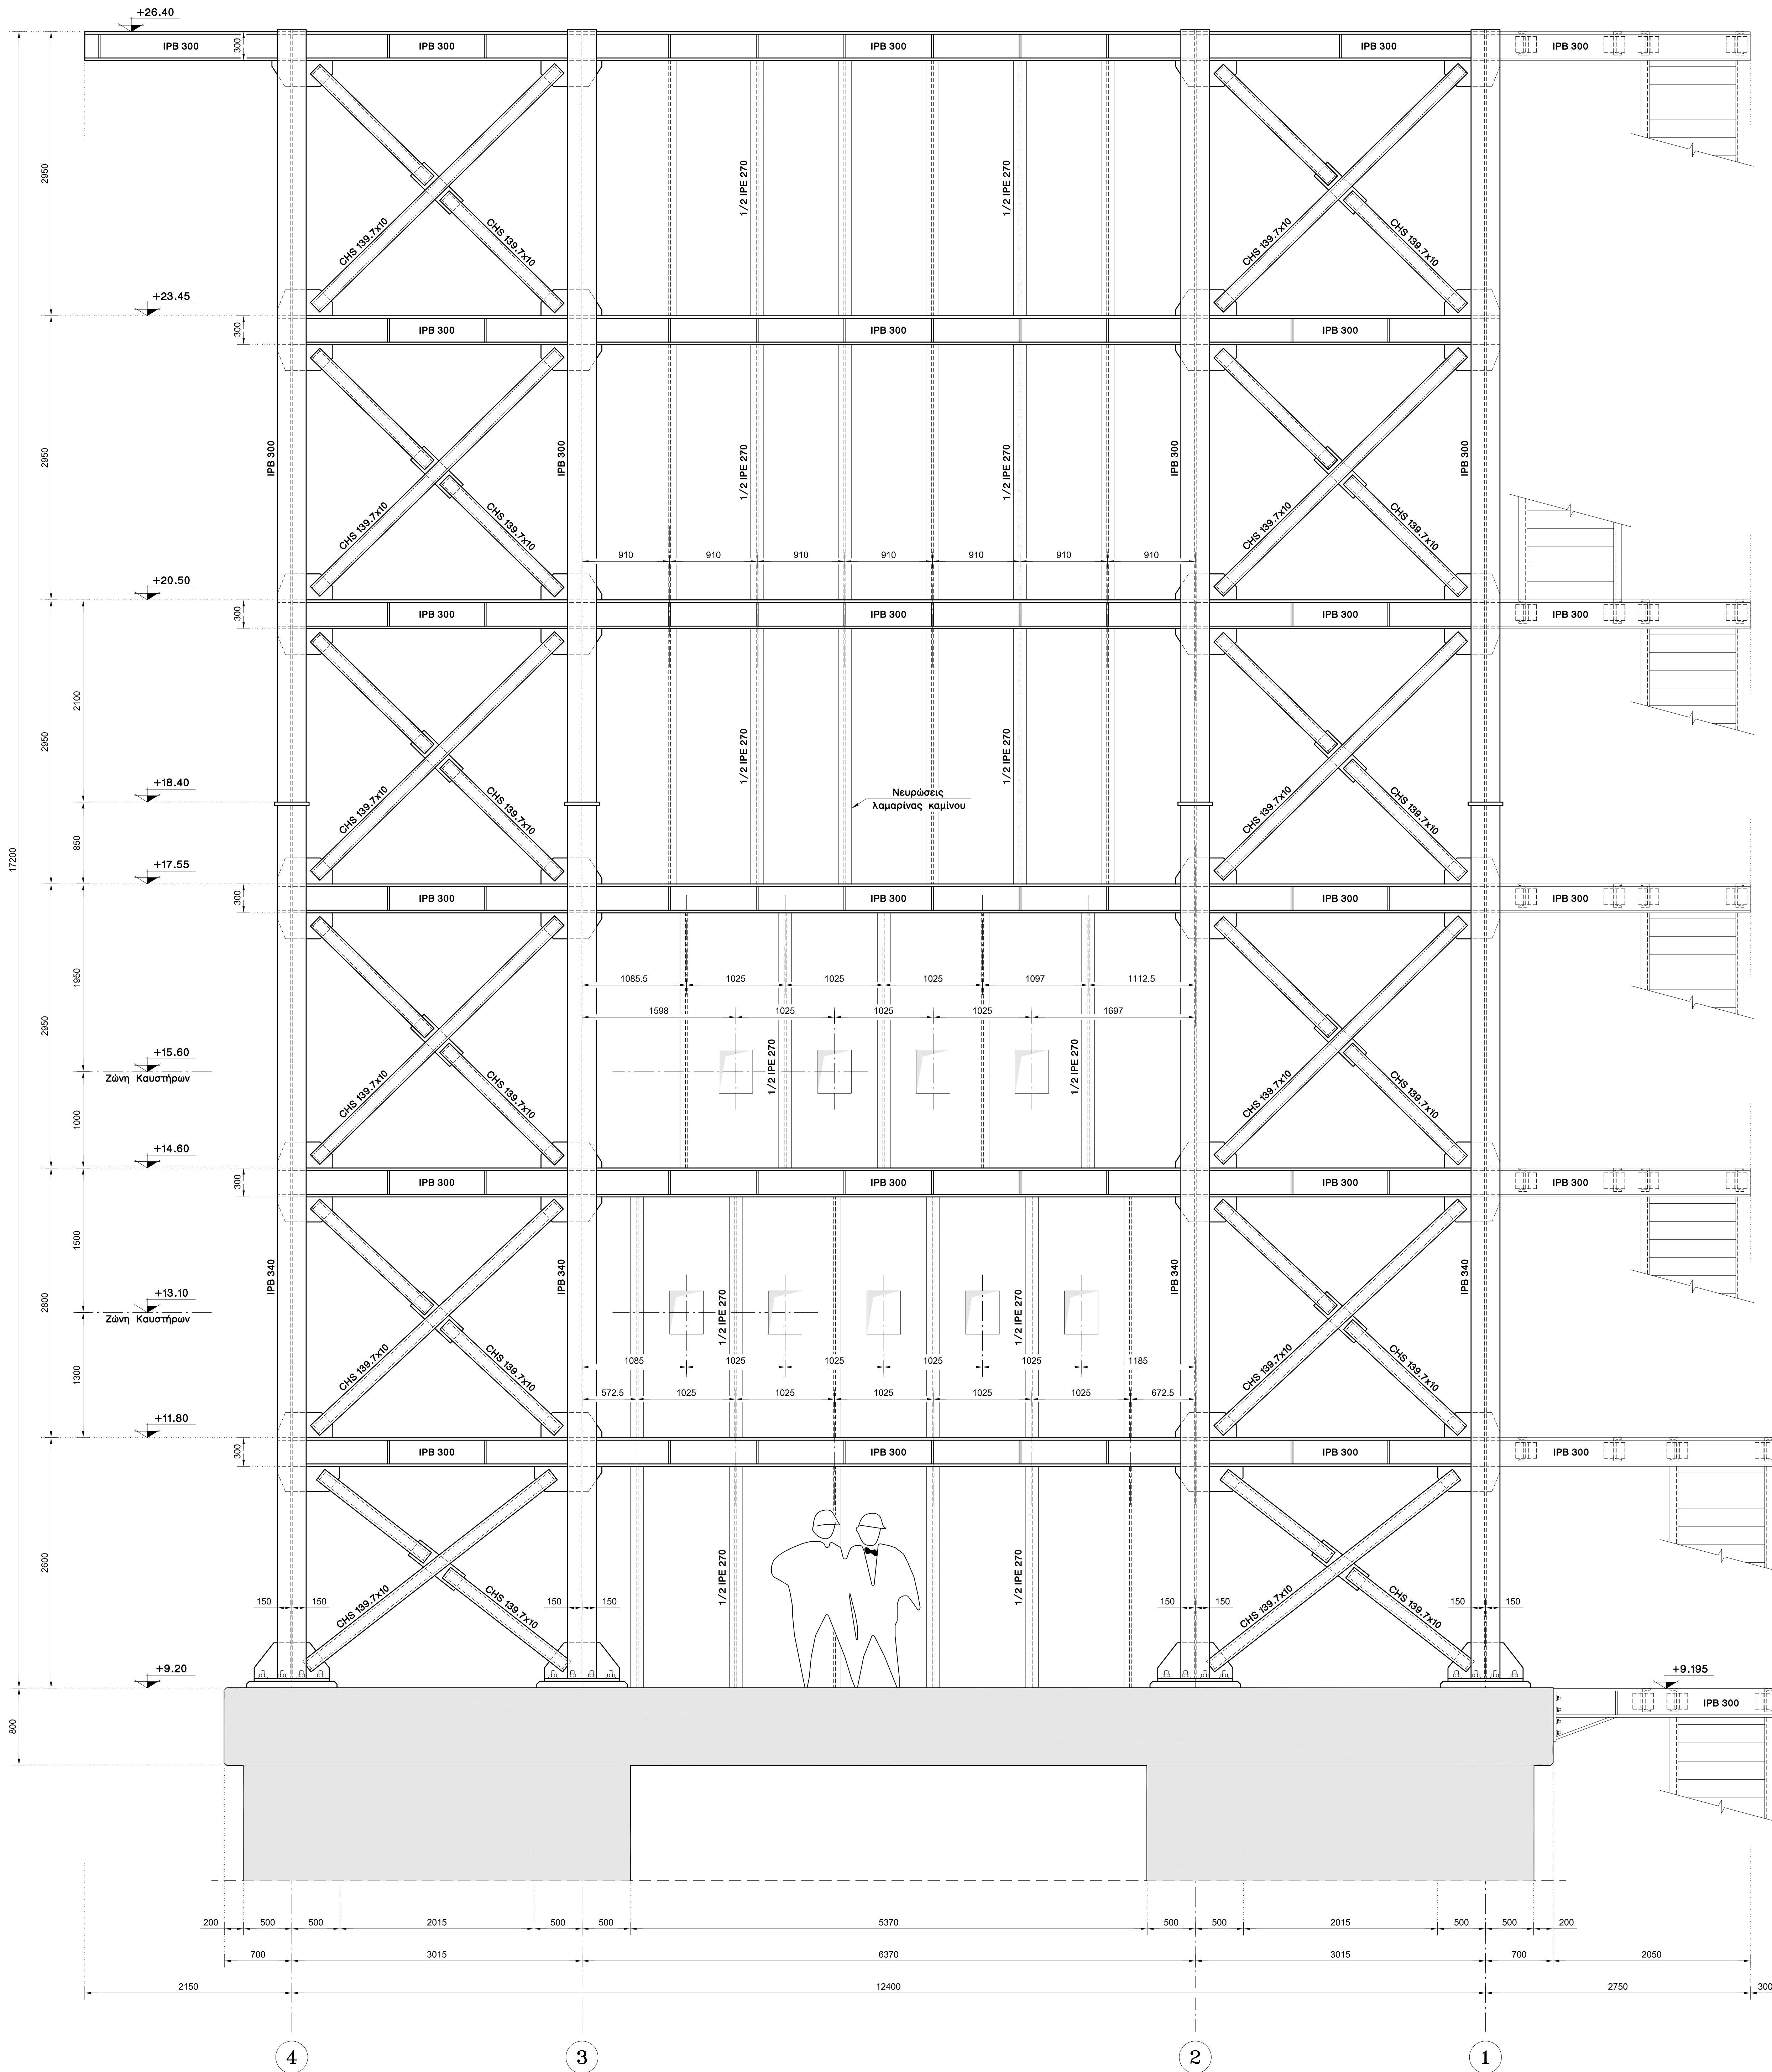 +26.40
IPB 300 300 IPB 300 IPB 300 IPB 300 IPB 300
2950
1/2 IPE 270 1/2 IPE 270
CHS 139.7x10 CHS 139.7x10 CHS 139.7x10 CHS 139.7x10
+23.45
300 IPB 300 IPB 300 IPB 300
2950
IPB 300 IPB 300 1/2 IPE 270 1/2 IPE 270 IPB 300 IPB 300
CHS 139.7x10 CHS 139.7x10 CHS 139.7x10 CHS 139.7x10
910 910 910 910 910 910 910
+20.50
300 IPB 300 IPB 300 IPB 300 IPB 300
2100
2950
1/2 IPE 270 1/2 IPE 270
+18.40
Νευρώσεις
λαμαρίνας καμίνου
CHS 139.7x10 CHS 139.7x10 CHS 139.7x10 CHS 139.7x10
850
17200
+17.55
300 IPB 300 IPB 300 IPB 300 IPB 300
1950
1085.5 1025 1025 1025 1097 1112.5
1598 1025 1025 1025 1697
2950
+15.60
Ζώνη Καυστήρων
1/2 IPE 270 1/2 IPE 270
CHS 139.7x10 CHS 139.7x10 CHS 139.7x10 CHS 139.7x10
1000
+14.60
300 IPB 300 IPB 300 IPB 300 IPB 300
1500
IPB 340 IPB 340 IPB 340 IPB 340
2800
+13.10
Ζώνη Καυστήρων
1/2 IPE 270 1/2 IPE 270
CHS 139.7x10 CHS 139.7x10 CHS 139.7x10 CHS 139.7x10
1300
1085 1025 1025 1025 1025 1185
572.5 1025 1025 1025 1025 1025 672.5
+11.80
300 IPB 300 IPB 300 IPB 300 IPB 300
2600
1/2 IPE 270 1/2 IPE 270
CHS 139.7x10 CHS 139.7x10 CHS 139.7x10 CHS 139.7x10
150 150 150 150 150 150 150 150
+9.20
+9.195
IPB 300
800
200 500 500 2015 500 500 5370 500 500 2015 500 500 200
700 3015 6370 3015 700 2050
2150 12400 2750 300
4 3 2 1